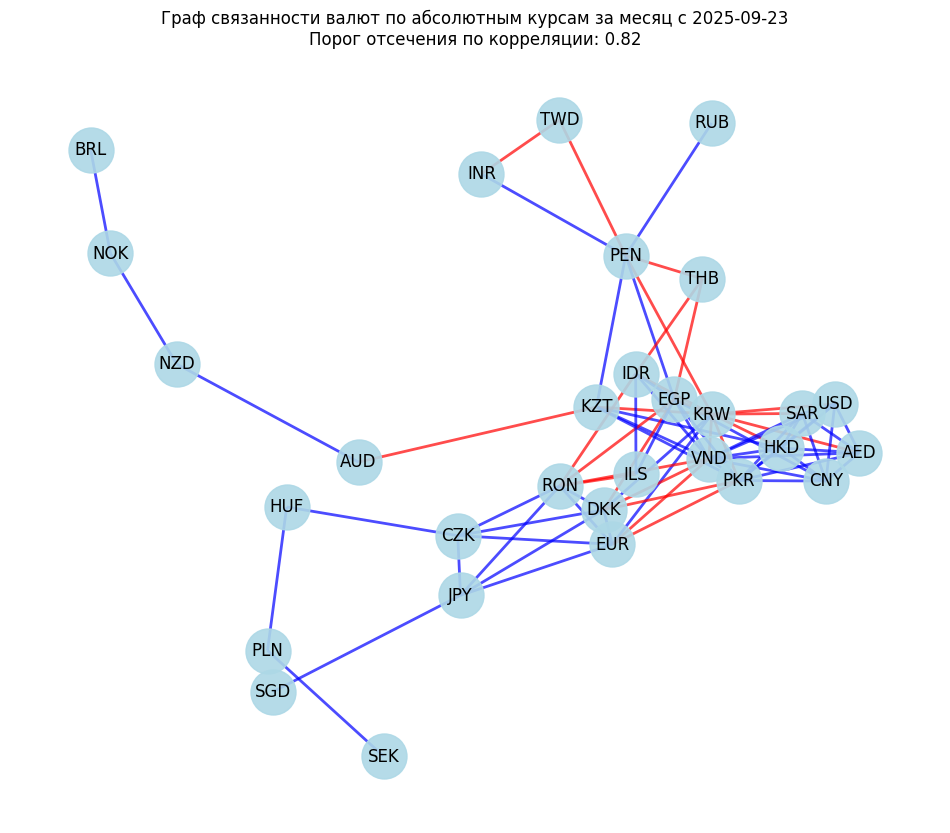 Граф связанности валют по абсолютным курсам за месяц с 2025-09-23
Порог отсечения по корреляции: 0.82
TWD
RUB
BRL
INR
NOK
PEN
THB
NZD
IDR
EGP
USD
KZT
KRW
SAR
HKD
AED
VND
AUD
ILS
PKR
CNY
RON
HUF
DKK
CZK
EUR
JPY
PLN
SGD
SEK